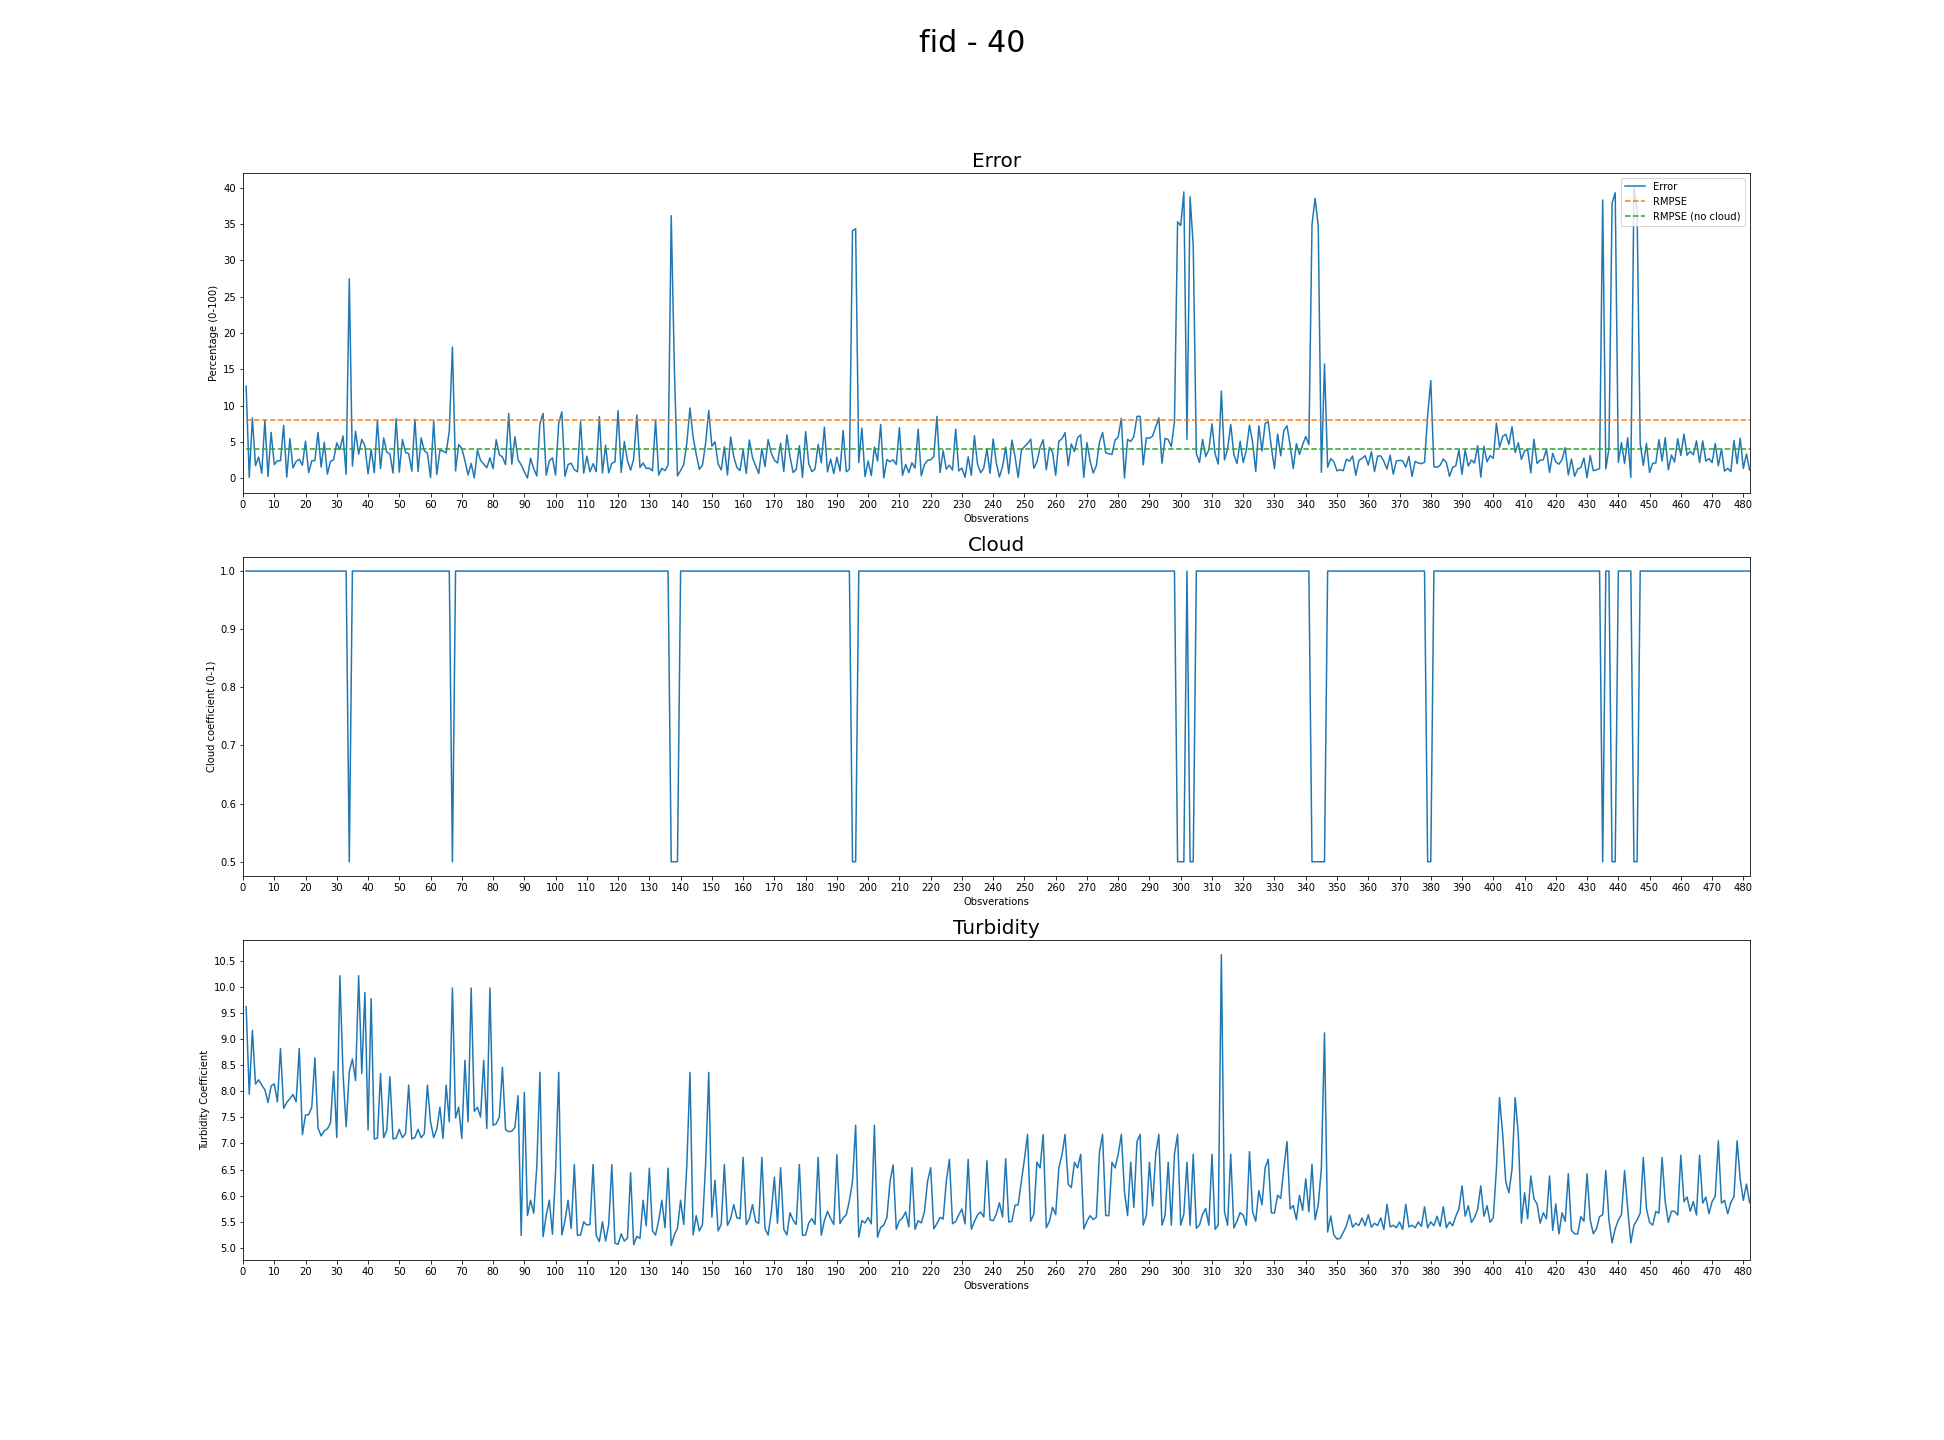 fid - 40
Error
Percentage (0-100)
40
35
30
25
20
15
10
5
0
Error
RMPSE
RMPSE (no cloud)
0 10 20 30 40 50 60 70 80 90 100 110 120 130 140 150 160 170 180 190 200 210 220 230 240 250 260 270 280 290 300 310 320 330 340 350 360 370 380 390 400 410 420 430 440 450 460 470 480
Obsverations
Cloud
Cloud coefficient (0-1)
1.0
0.9
0.8
0.7
0.6
0.5
0 10 20 30 40 50 60 70 80 90 100 110 120 130 140 150 160 170 180 190 200 210 220 230 240 250 260 270 280 290 300 310 320 330 340 350 360 370 380 390 400 410 420 430 440 450 460 470 480
Obsverations
Turbidity
Turbidity Coefficient
10.5
10.0
9.5
9.0
8.5
8.0
7.5
7.0
6.5
6.0
5.5
5.0
0 10 20 30 40 50 60 70 80 90 100 110 120 130 140 150 160 170 180 190 200 210 220 230 240 250 260 270 280 290 300 310 320 330 340 350 360 370 380 390 400 410 420 430 440 450 460 470 480
Obsverations